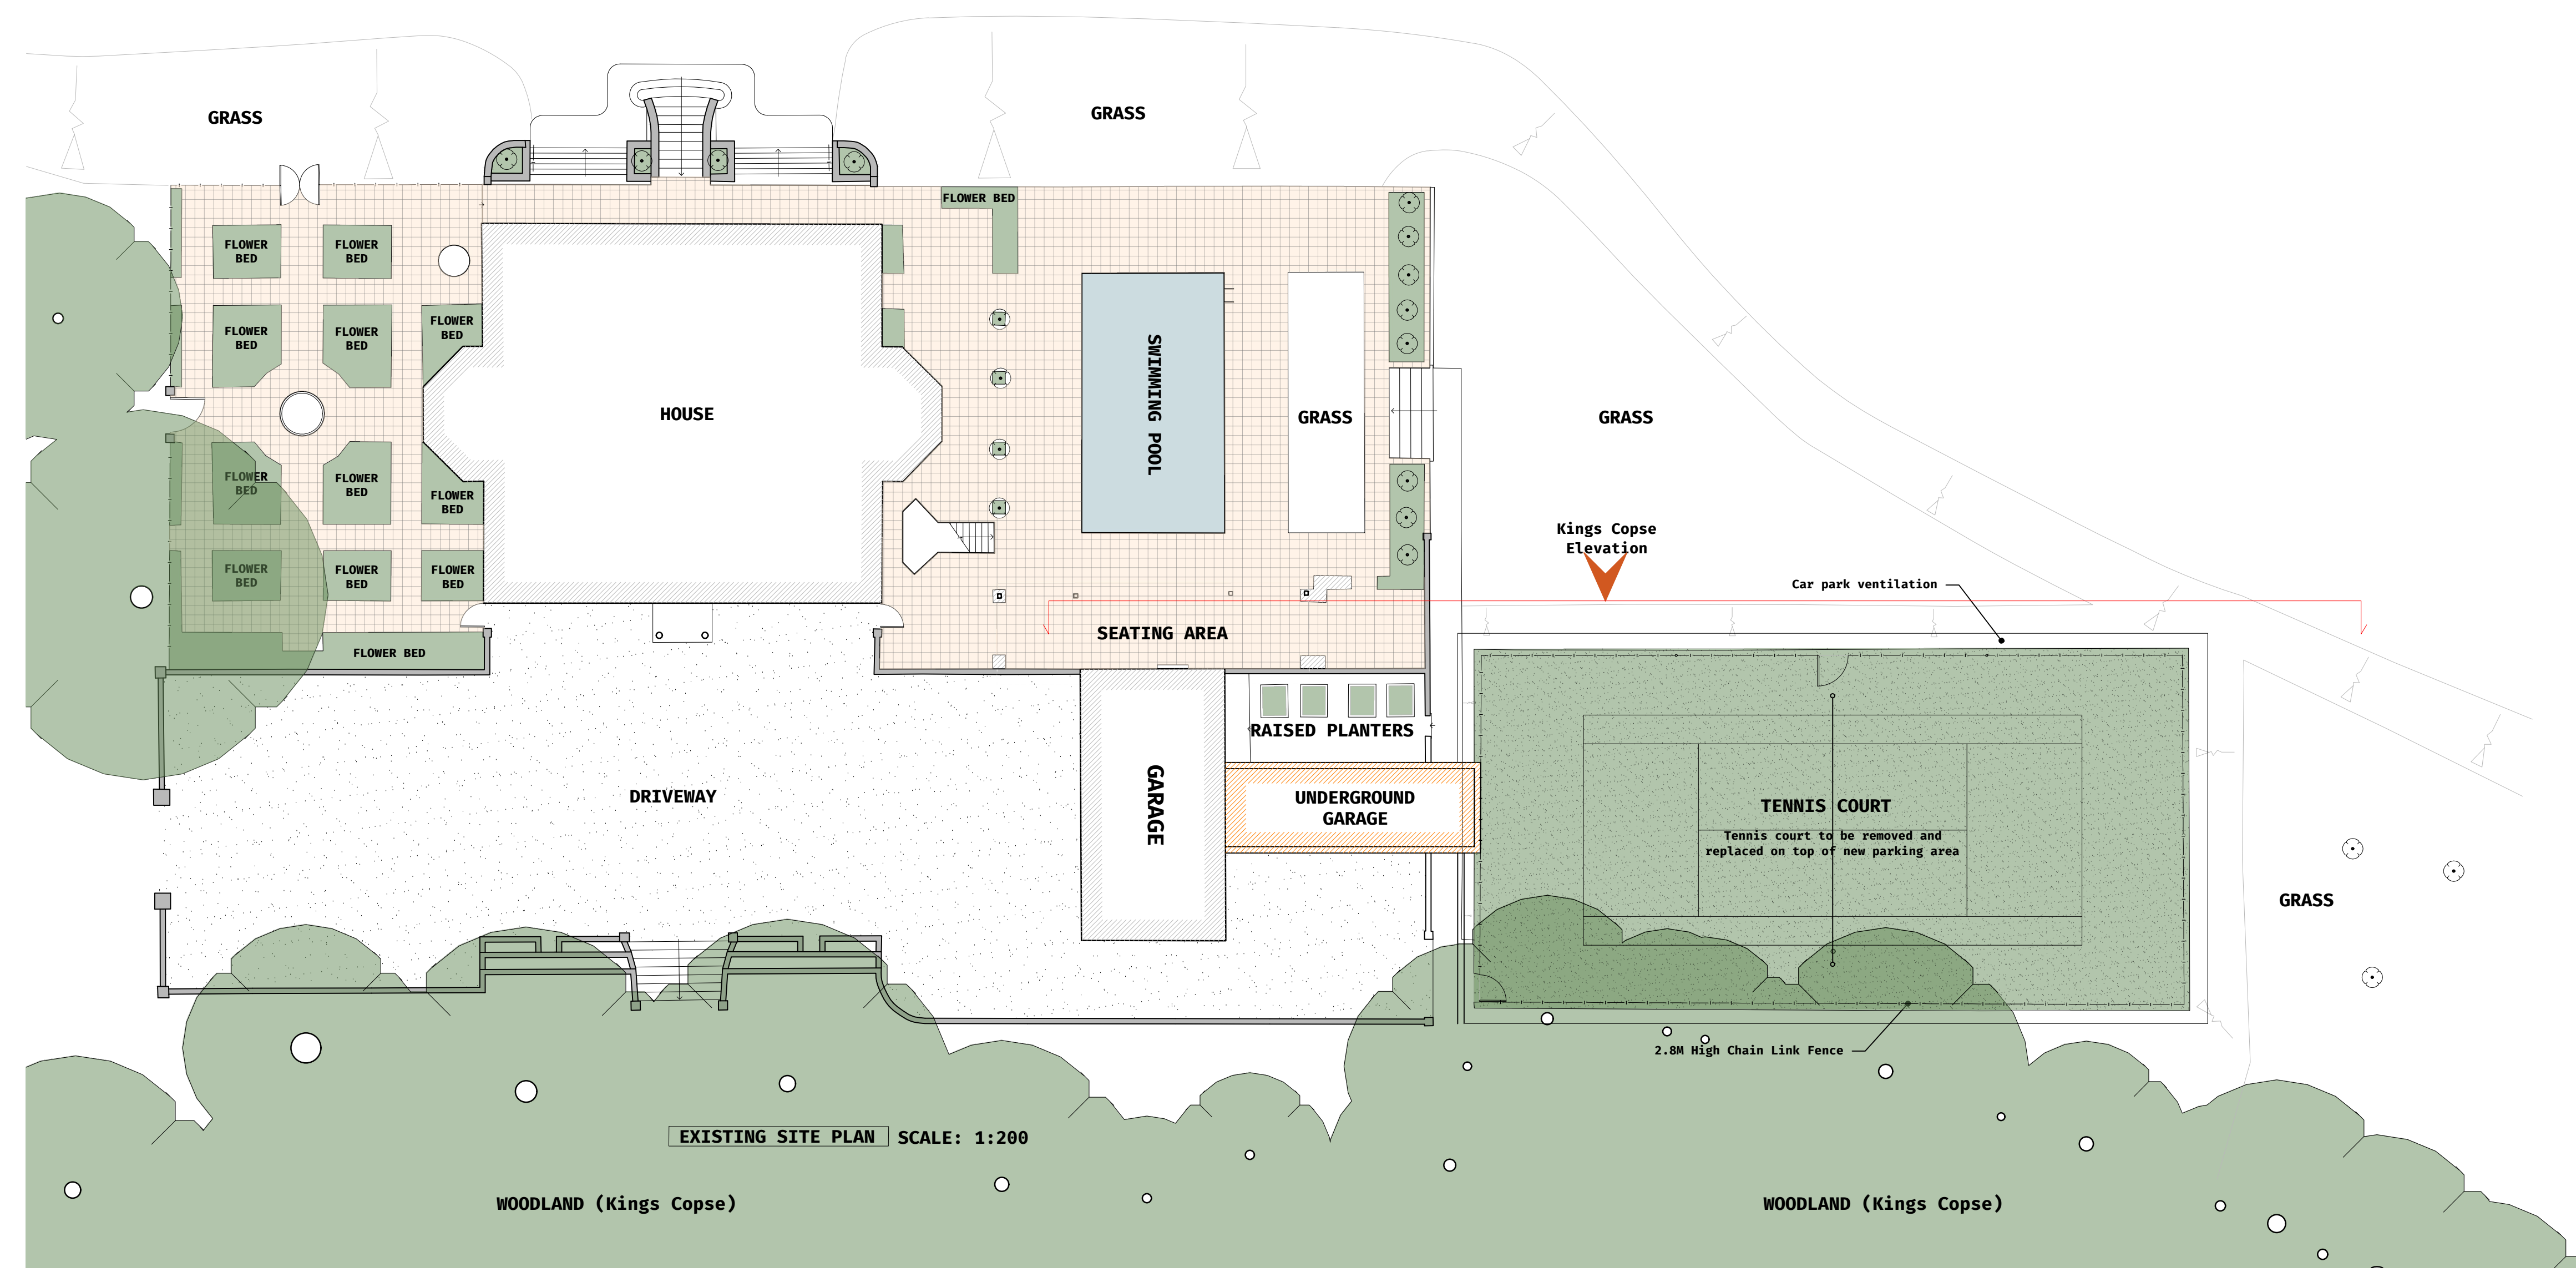 GRASS
GRASS
FLOWER BED
FLOWER
BED
FLOWER
BED
FLOWER
BED
FLOWER
BED
FLOWER
BED
HOUSE
SWIMMING POOL
GRASS
GRASS
FLOWER
BED
FLOWER
BED
FLOWER
BED
Kings Copse
Elevation
FLOWER
BED
FLOWER
BED
FLOWER
BED
Car park ventilation
SEATING AREA
FLOWER BED
RAISED PLANTERS
DRIVEWAY
GARAGE
UNDERGROUND
GARAGE
TENNIS COURT
Tennis court to be removed and
replaced on top of new parking area
GRASS
2.8M High Chain Link Fence
EXISTING SITE PLAN SCALE: 1:200
WOODLAND (Kings Copse)
WOODLAND (Kings Copse)